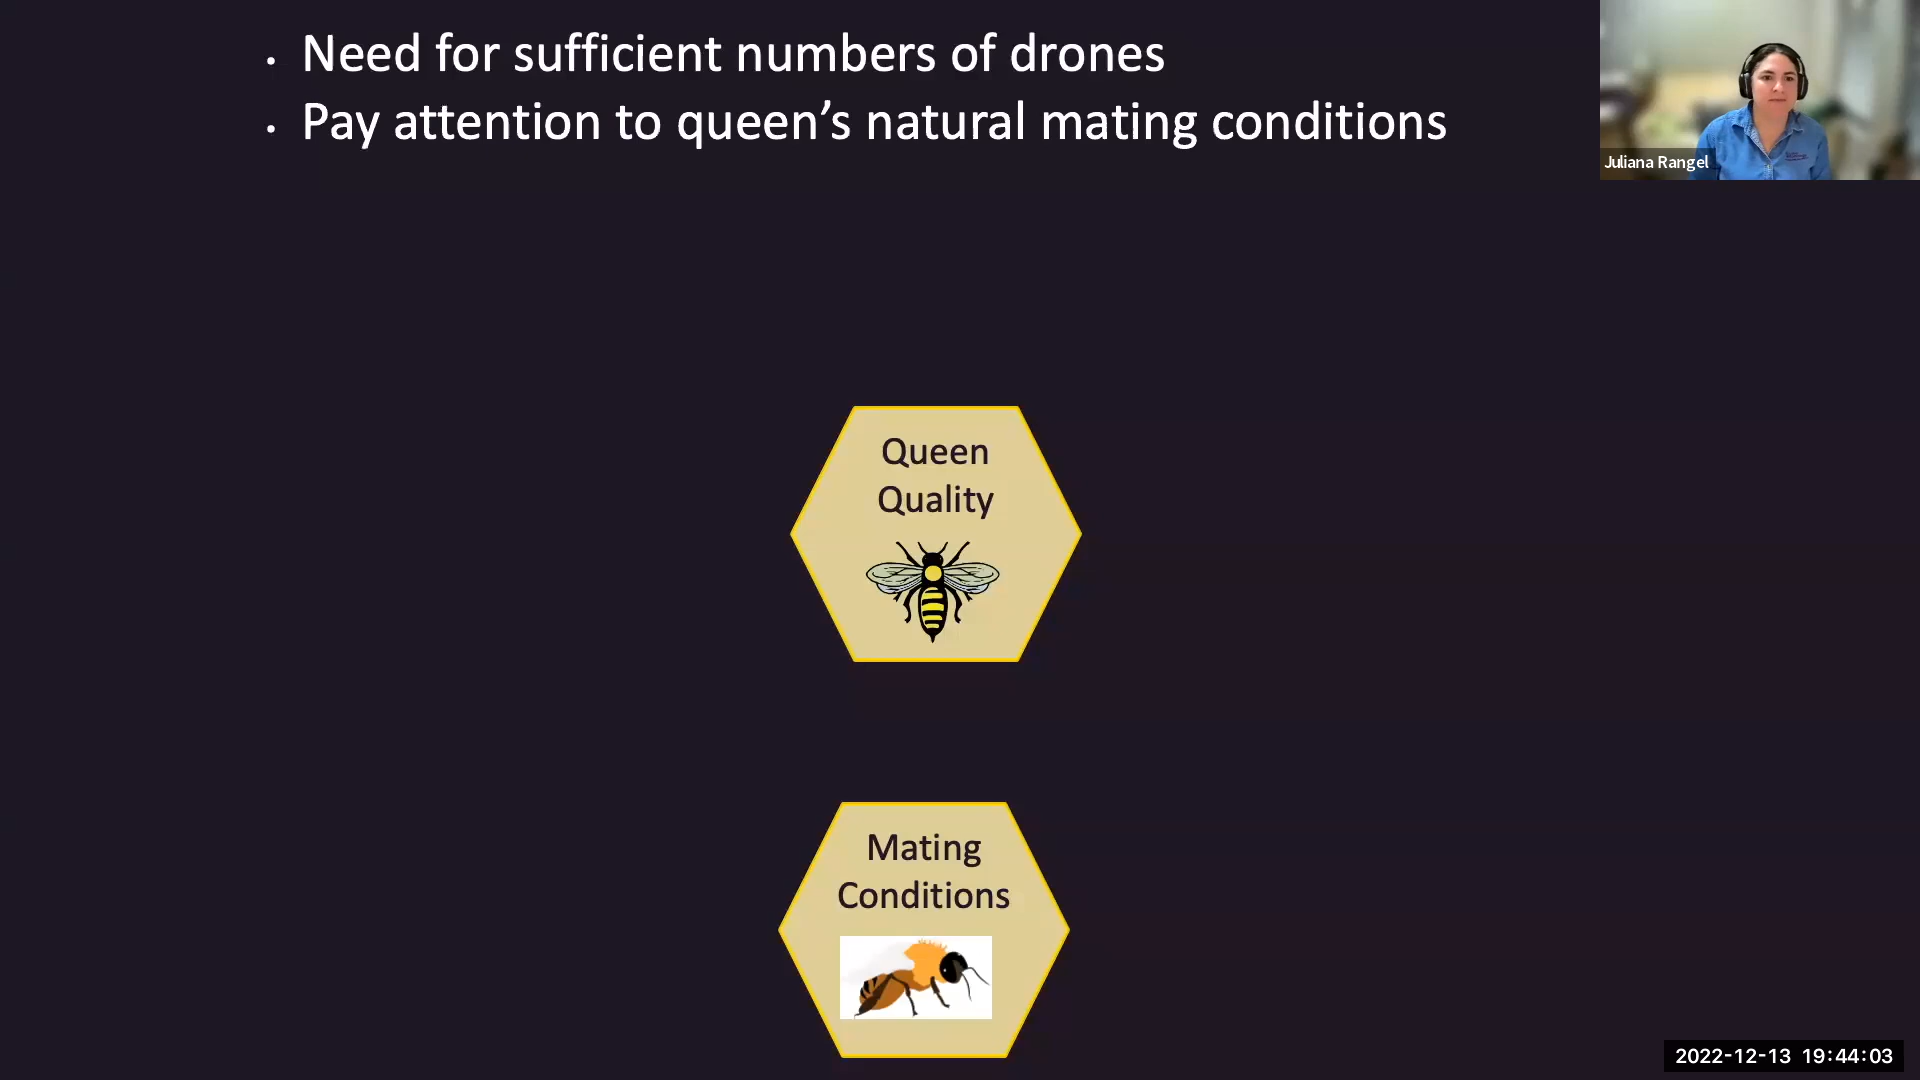 • Need for sufficient numbers of drones
• Pay attention to queen’s natural mating conditions
Juliana Rangel
Queen
Quality
Mating
Conditions
2022-12-13 19:44:03